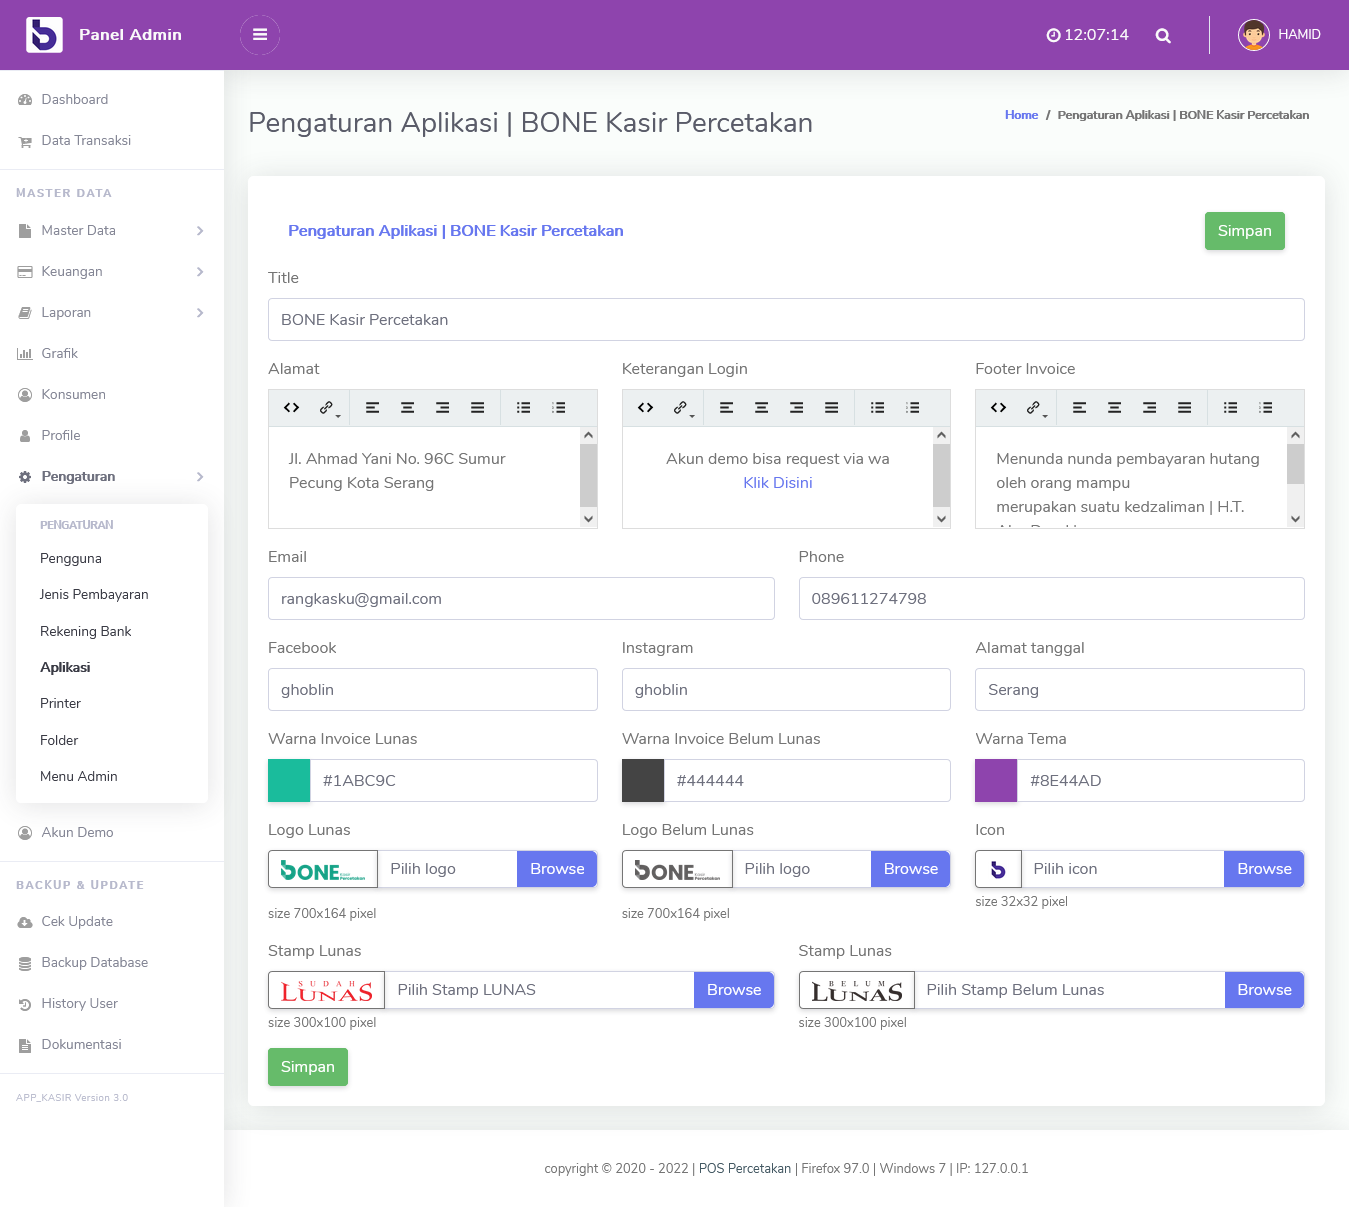 Panel Admin
12:07:14
HAMID
Dashboard
Data Transaksi
MASTER DATA
Master Data
Keuangan
Laporan
Grafik
Konsumen
Profile
Pengaturan
PENGATURAN
Pengguna
Jenis Pembayaran
Rekening Bank
Aplikasi
Printer
Folder
Menu Admin
Akun Demo
BACKUP & UPDATE
Cek Update
Backup Database
History User
Dokumentasi
APP_KASIR Version 3.0
Pengaturan Aplikasi | BONE Kasir Percetakan
Home / Pengaturan Aplikasi | BONE Kasir Percetakan
Pengaturan Aplikasi | BONE Kasir Percetakan
Simpan
Title
BONE Kasir Percetakan
Alamat
Keterangan Login
Footer Invoice
Jl. Ahmad Yani No. 96C Sumur
Pecung Kota Serang
Akun demo bisa request via wa
Klik Disini
Menunda nunda pembayaran hutang
oleh orang mampu
merupakan suatu kedzaliman | H.T.
Email
Phone
rangkasku@gmail.com
089611274798
Facebook
Instagram
Alamat tanggal
ghoblin
ghoblin
Serang
Warna Invoice Lunas
Warna Invoice Belum Lunas
Warna Tema
#1ABC9C
#444444
#8E44AD
Logo Lunas
Logo Belum Lunas
Icon
bONE Kasir Percetakan
Pilih logo
Browse
bONE Kasir Percetakan
Pilih logo
Browse
Pilih icon
Browse
size 700x164 pixel
size 700x164 pixel
size 32x32 pixel
Stamp Lunas
Stamp Lunas
SUDAH
LUNAS
Pilih Stamp LUNAS
Browse
BELUM
LUNAS
Pilih Stamp Belum Lunas
Browse
size 300x100 pixel
size 300x100 pixel
Simpan
copyright © 2020 - 2022 | POS Percetakan | Firefox 97.0 | Windows 7 | IP: 127.0.0.1